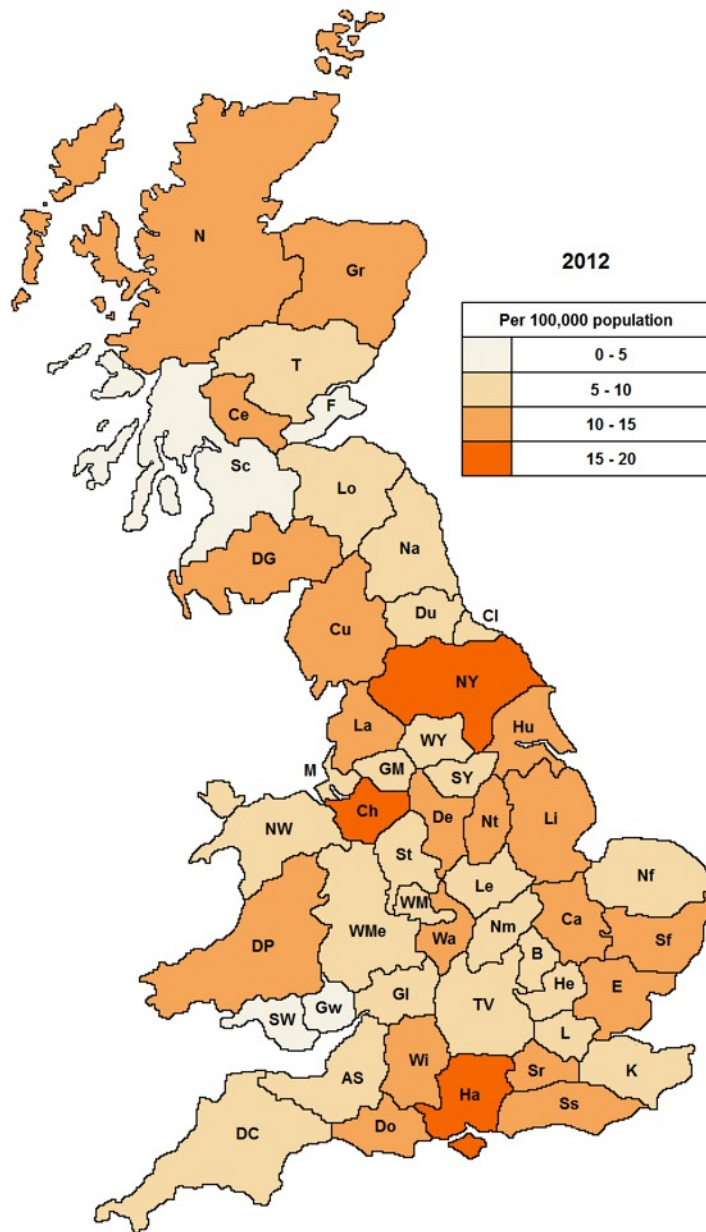 N
Gr
2012
Per 100,000 population
0 - 5
5 - 10
10 - 15
15 - 20
T
F
Ce
Sc
Lo
Na
DG
Du
Cl
Cu
NY
La
Hu
WY
M
GM
SY
Ch
De
Nt
Li
NW
St
Nf
Le
WM
Ca
WMe
Nm
Sf
DP
Wa
B
He
E
Gl
Gw
SW
TV
L
Wi
Sr
K
AS
Ha
Ss
Do
DC